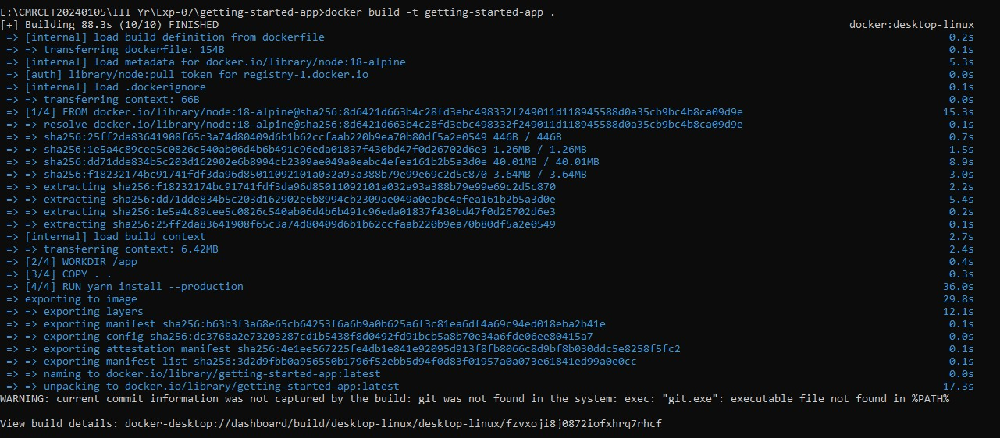 E:\CMRCET20240105\III Yr\Exp-07\getting-started-app>docker build -t getting-started-app .
[+] Building 88.3s (10/10) FINISHED docker:desktop-linux
=> [internal] load build definition from dockerfile 0.2s
=> => transferring dockerfile: 154B 0.1s
=> [internal] load metadata for docker.io/library/node:18-alpine 5.3s
=> [auth] library/node:pull token for registry-1.docker.io 0.0s
=> [internal] load .dockerignore 0.1s
=> => transferring context: 66B 0.0s
=> [1/4] FROM docker.io/library/node:18-alpine@sha256:8d6421d663b4c28fd3ebc498332f249011d118945588d0a35cb9bc4b8ca09d9e 15.3s
=> => resolve docker.io/library/node:18-alpine@sha256:8d6421d663b4c28fd3ebc498332f249011d118945588d0a35cb9bc4b8ca09d9e 0.1s
=> => sha256:25ff2da83641908f65c3a74d80409d6b1b62ccfaab220b9ea70b80df5a2e0549 446B / 446B 0.7s
=> => sha256:1e5a4c89cee5c0826c540ab06d4b6b491c96eda01837f430bd47f0d26702d6e3 1.26MB / 1.26MB 1.5s
=> => sha256:dd71dde834b5c203d162902e6b8994cb2309ae049a0eabc4efea161b2b5a3d0e 40.01MB / 40.01MB 8.9s
=> => sha256:f18232174bc91741fdf3da96d85011092101a032a93a388b79e99e69c2d5c870 3.64MB / 3.64MB 3.0s
=> => extracting sha256:f18232174bc91741fdf3da96d85011092101a032a93a388b79e99e69c2d5c870 2.2s
=> => extracting sha256:dd71dde834b5c203d162902e6b8994cb2309ae049a0eabc4efea161b2b5a3d0e 5.4s
=> => extracting sha256:1e5a4c89cee5c0826c540ab06d4b6b491c96eda01837f430bd47f0d26702d6e3 0.2s
=> => extracting sha256:25ff2da83641908f65c3a74d80409d6b1b62ccfaab220b9ea70b80df5a2e0549 0.1s
=> [internal] load build context 2.7s
=> => transferring context: 6.42MB 2.4s
=> [2/4] WORKDIR /app 0.4s
=> [3/4] COPY . . 0.3s
=> [4/4] RUN yarn install --production 36.0s
=> exporting to image 29.8s
=> => exporting layers 12.1s
=> => exporting manifest sha256:b63b3f3a68e65cb64253f6a6b9a0b625a6f3c81ea6df4a69c94ed018eba2b41e 0.1s
=> => exporting config sha256:dc3768a2e73203287cd1b5438f8d0492fd91bcb5a8b70e34a6fde06ee80415a7 0.0s
=> => exporting attestation manifest sha256:4e1ee567225fe4db1e841e92095d913f8fb8066c8d9bf8b030ddc5e8258f5fc2 0.1s
=> => exporting manifest list sha256:3d2d9fbb0a956550b1796f52ebb5d94f0d83f01957a0a073e61841ed99a0e0cc 0.1s
=> => naming to docker.io/library/getting-started-app:latest 0.0s
=> => unpacking to docker.io/library/getting-started-app:latest 17.3s
WARNING: current commit information was not captured by the build: git was not found in the system: exec: "git.exe": executable file not found in %PATH%
View build details: docker-desktop://dashboard/build/desktop-linux/desktop-linux/fzvxoji8j0872iofxhrq7rhcf